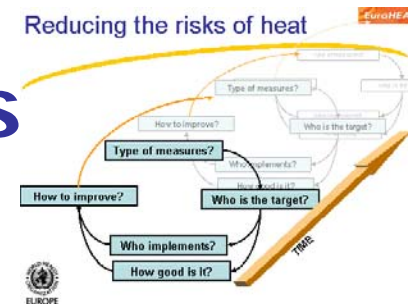 Reducing the risks of heat
EuroHEA
s
Type of measures?
How to improve?
Who is the target?
Who implements?
How good is it?
Type of measures?
How to improve?
Who is the target?
Who implements?
How good is it?
TIME
EUROPE